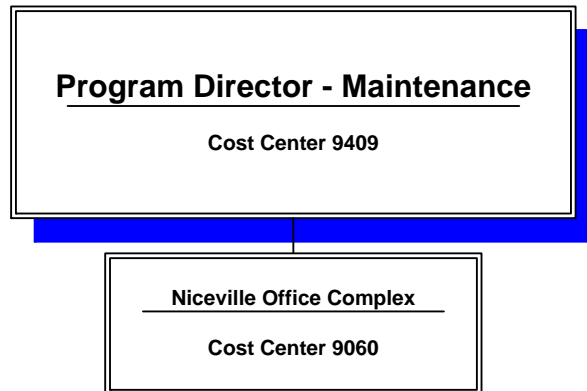 Program Director - Maintenance
Cost Center 9409
Niceville Office Complex
Cost Center 9060